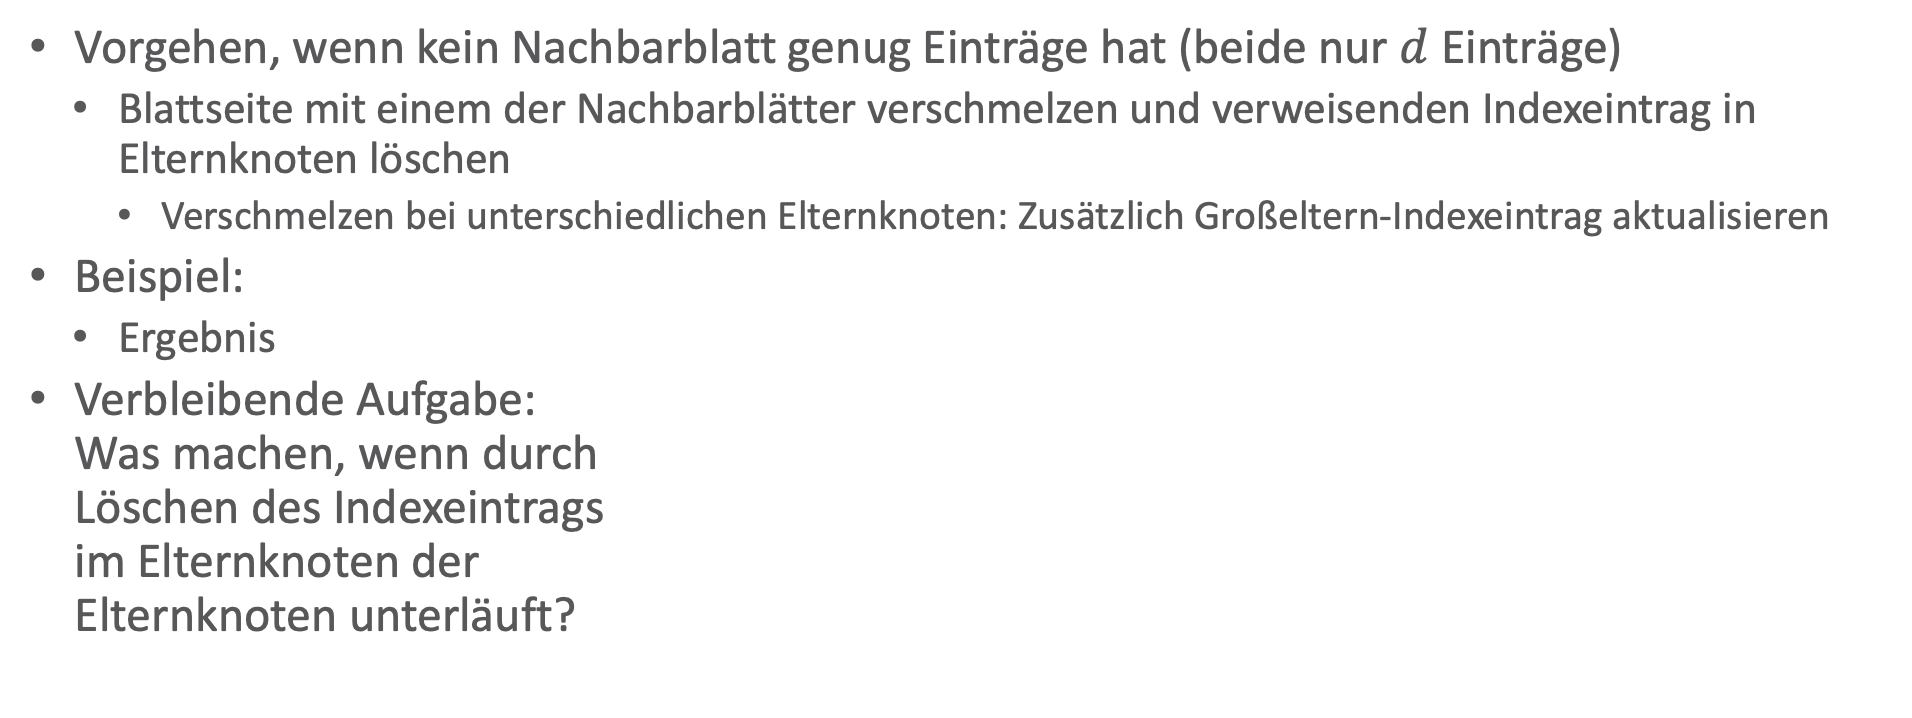 • Vorgehen, wenn kein Nachbarblatt genug Einträge hat (beide nur d Einträge)
• Blattseite mit einem der Nachbarblätter verschmelzen und verweisenden Indexeintrag in
Elternknoten löschen
• Verschmelzen bei unterschiedlichen Elternknoten: Zusätzlich Großeltern-Indexeintrag aktualisieren
• Beispiel:
• Ergebnis
• Verbleibende Aufgabe:
Was machen, wenn durch
Löschen des Indexeintrags
im Elternknoten der
Elternknoten unterläuft?